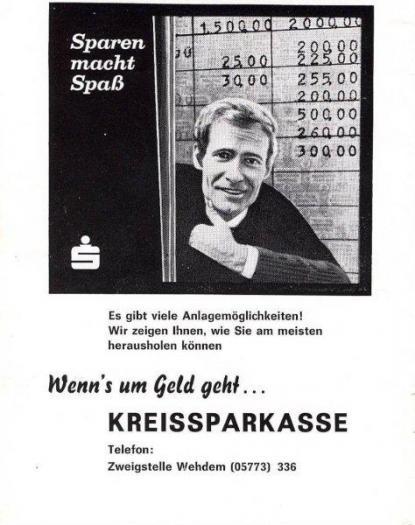 Sparen
macht
Spaß
1.500,00 200,00
200,00
25,00 225,00
30,00 255,00
200,00
500,00
260,00
300,00
Es gibt viele Anlagemöglichkeiten!
Wir zeigen Ihnen, wie Sie am meisten
herausholen können
Wenn's um Geld geht...
KREISSPARKASSE
Telefon:
Zweigstelle Wehdem (05773) 336